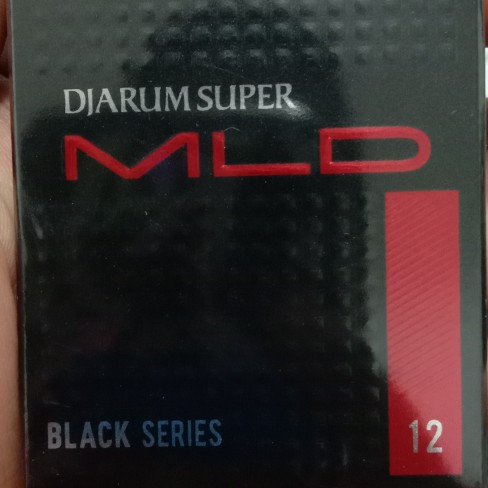 DJARUM SUPER
MLD
BLACK SERIES
12